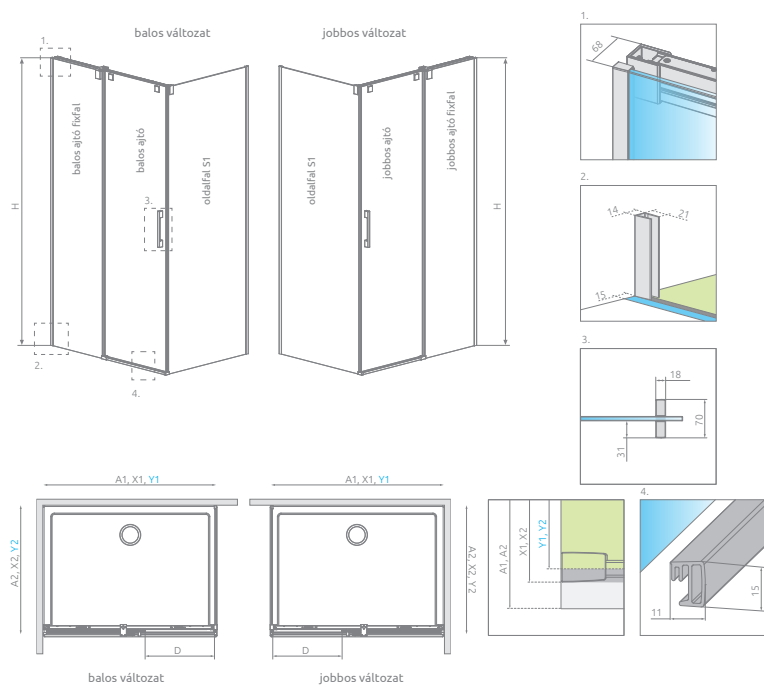 balos változat
jobbos változat
1.
1.
68
H
balos ajtó fixfal
balos ajtó
oldalfal S1
3.
2.
4.
oldalfal S1
jobbos ajtó
jobbos ajtó fixfal
H
2.
14
21
15
3.
18
70
31
A1, X1, Y1
A2, X2, Y2
D
balos változat
A1, X1, Y1
A2, X2, Y2
D
jobbos változat
A1, A2
X1, X2
Y1, Y2
4.
11
15